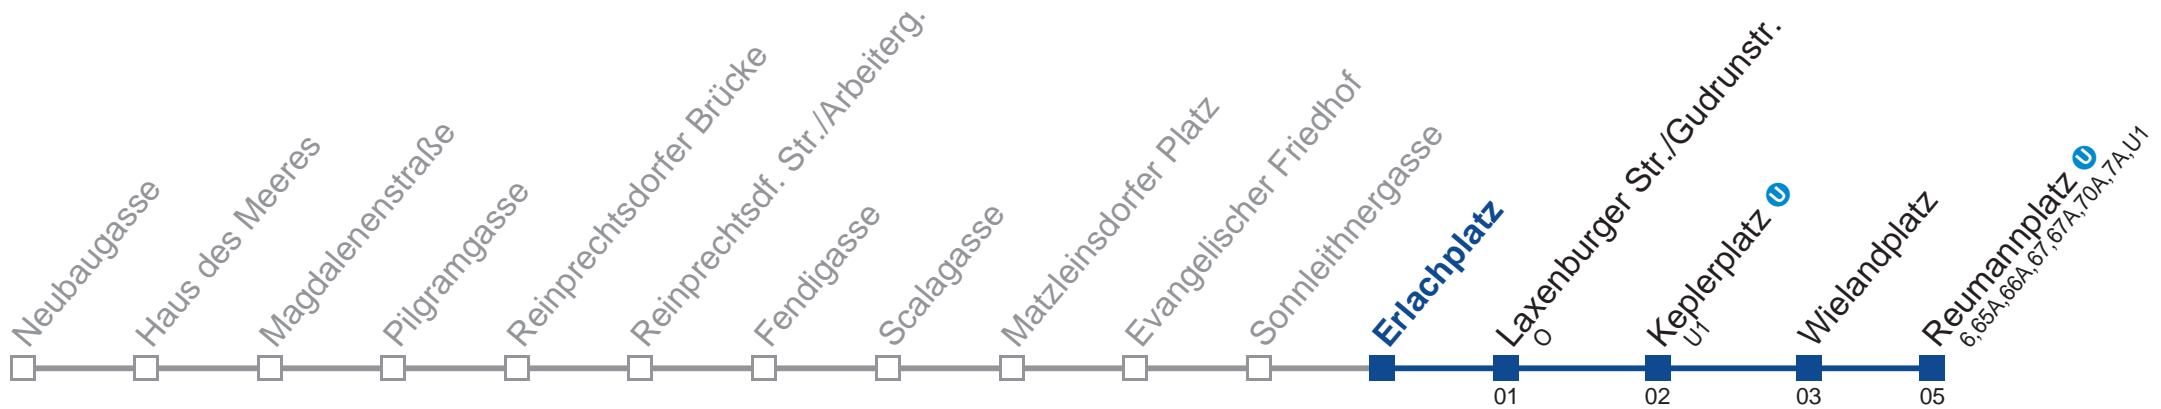 Neubaugasse
Haus des Meeres
Magdalenenstraße
Pilgramgasse
Reinprechtsdorfer Brücke
Reinprechtsdf. Str./Arbeiterg.
Fendigasse
Scalagasse
Matzleinsdorfer Platz
Evangelischer Friedhof
Sonnleithnergasse
Erlachplatz
Laxenburger Str./Gudrunstr.
O
01
Keplerplatz U
U1
02
Wielandplatz
03
Reumannplatz U
6,65A,66A,67,67A,70A,7A,U1
05